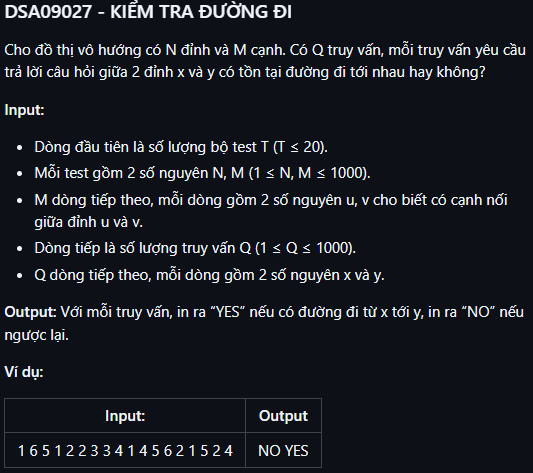 DSA09027 - KIỂM TRA ĐƯỜNG ĐI
Cho đồ thị vô hướng có N đỉnh và M cạnh. Có Q truy vấn, mỗi truy vấn yêu cầu
trả lời câu hỏi giữa 2 đỉnh x và y có tồn tại đường đi tới nhau hay không?
Input:
• Dòng đầu tiên là số lượng bộ test T (T ≤ 20).
• Mỗi test gồm 2 số nguyên N, M (1 ≤ N, M ≤ 1000).
• M dòng tiếp theo, mỗi dòng gồm 2 số nguyên u, v cho biết có cạnh nối
giữa đỉnh u và v.
• Dòng tiếp là số lượng truy vấn Q (1 ≤ Q ≤ 1000).
• Q dòng tiếp theo, mỗi dòng gồm 2 số nguyên x và y.
Output: Với mỗi truy vấn, in ra “YES” nếu có đường đi từ x tới y, in ra “NO” nếu
ngược lại.
Ví dụ:
Input: Output
1 6 5 1 2 2 3 3 4 1 4 5 6 2 1 5 2 4 NO YES